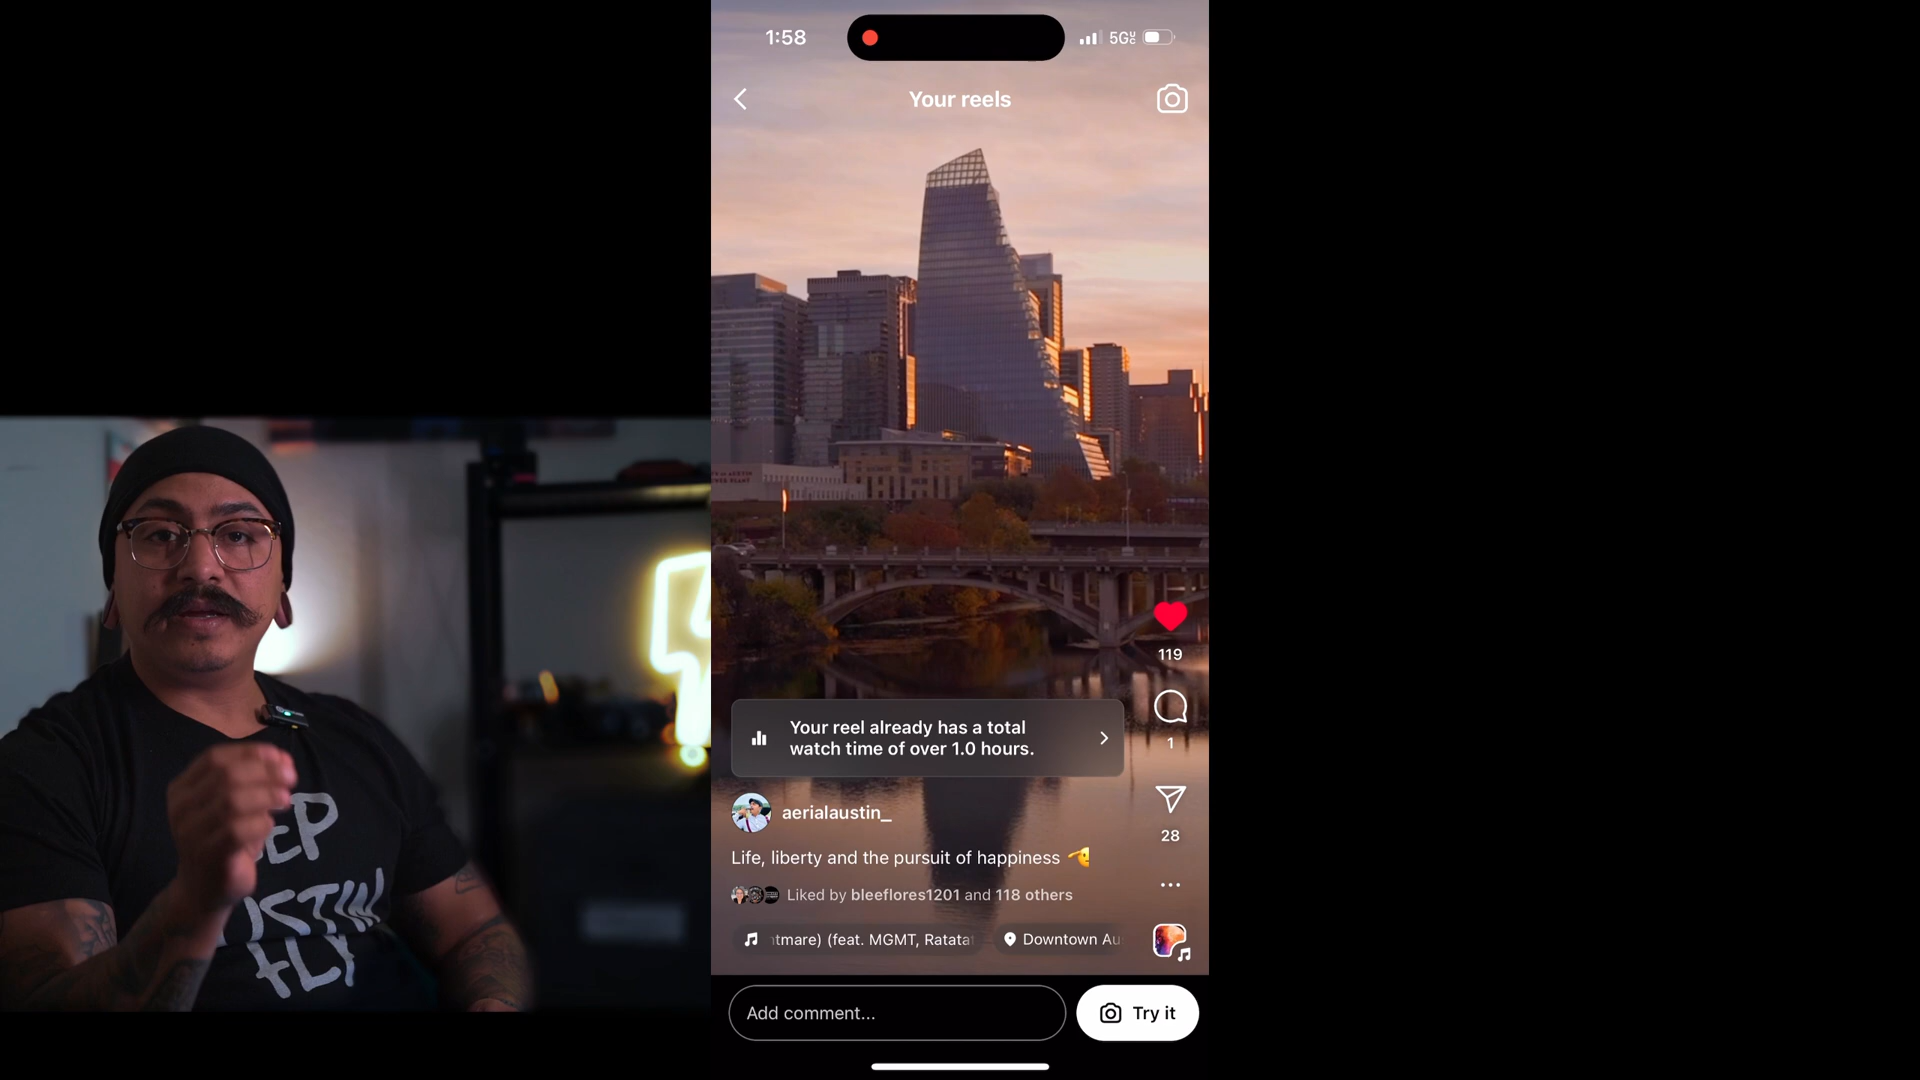 1:58
5G
Your reels
119
Your reel already has a total
watch time of over 1.0 hours.
1
aerialaustin_
28
Life, liberty and the pursuit of happiness 🫡
Liked by bleeflores1201 and 118 others
tmare) (feat. MGMT, Ratata
Downtown Au
Add comment...
Try it